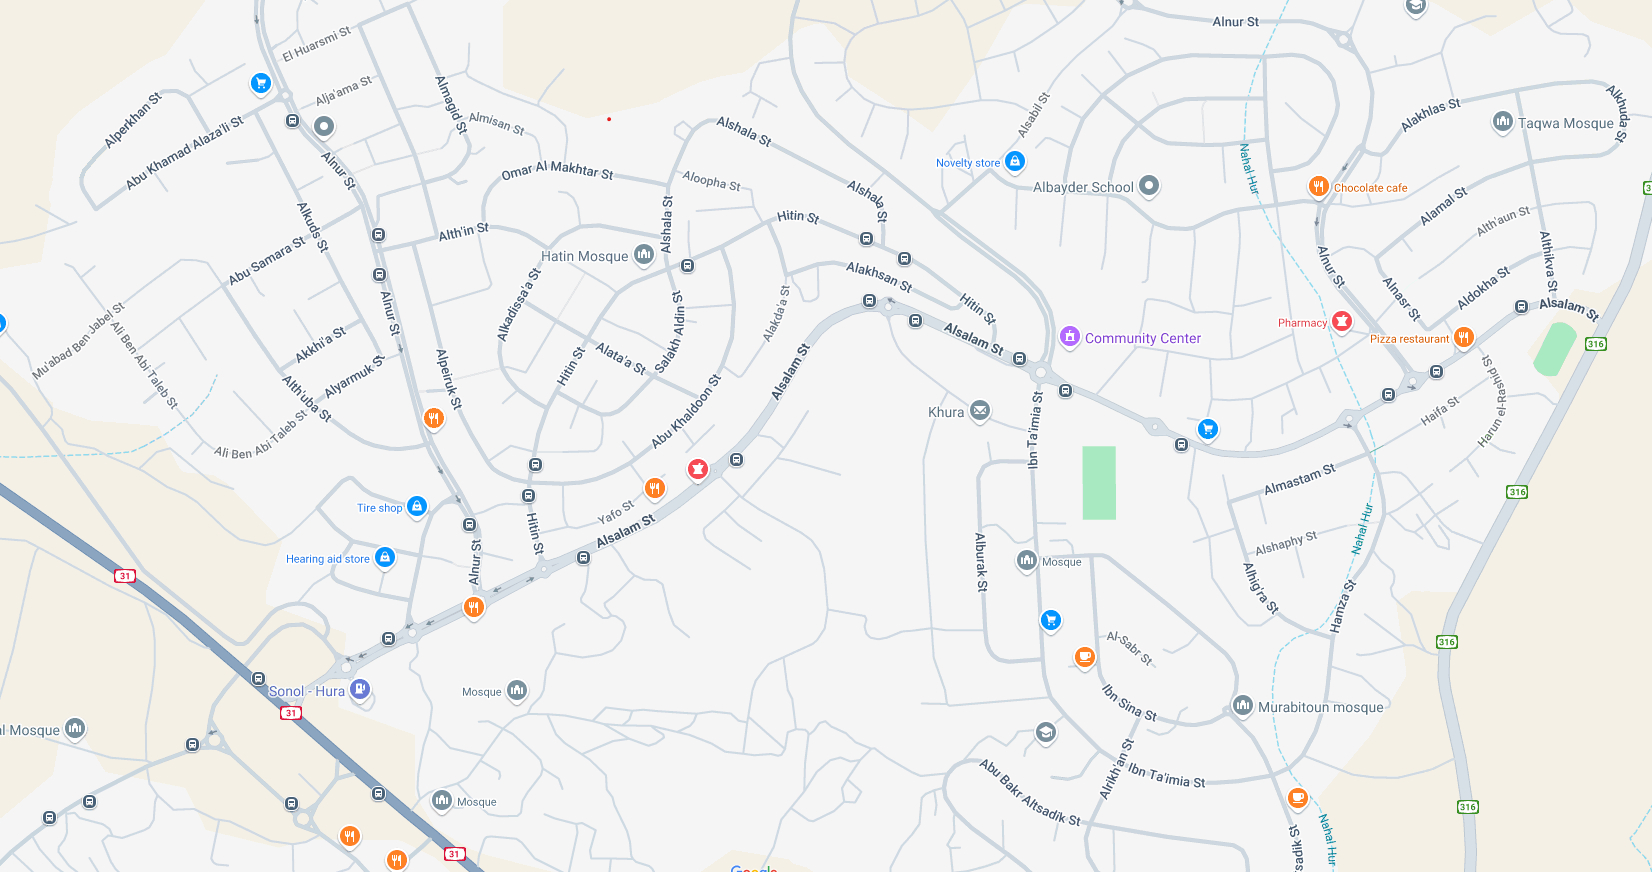 Alnur St
El Huarsmi St
Alja'ama St
Almagid St
Almisan St
Alperkhan St
Abu Khamad Alaza'li St
Alnur St
Alshala St
Alsabil St
Alakhlas St
Alkhuda St
Taqwa Mosque
Novelty store
Nahal Hur
Omar Al Makhtar St
Aloopha St
Alshala St
Albayder School
Chocolate cafe
Alkuds St
Alshala St
Hitin St
Alamal St
Alth'aun St
Alth'in St
Abu Samara St
Hatin Mosque
Alnur St
Althikva St
Alakhsan St
Alnasri St
Aldokha St
Alsalam St
Hitin St
Mu'abad Ben-Jabel St
Ali Ben Abi Taleb St
Alnur St
Alkadissa'a St
Salakh Aldin St
Alakda'a St
Alsalam St
Community Center
Pharmacy
Pizza restaurant
316
Akkhi'a St
Alyarmuk St
Alth'uba St
Alpeiruk St
Hitin St
Alata'a St
Alsalam St
Abu Khaldoon St
Khura
Ibn Ta'imia St
Haifa St
Harun el-Rashid St
Ali Ben Abi Taleb St
Almastam St
316
Tire shop
Yafo St
Hitin St
Alsalam St
Nahal Hur
Alshaphy St
Hearing aid store
Alnur St
Alburak St
Mosque
Alhig'ra St
Hamza St
31
316
Al-Sabr St
Sonol - Hura
Mosque
Ibn Sina St
Murabitoun mosque
31
al Mosque
Alrikh'an St
Ibn Ta'imia St
Abu Bakr Altsadik St
Mosque
316
Nahal Hur
31
sadik St
Google